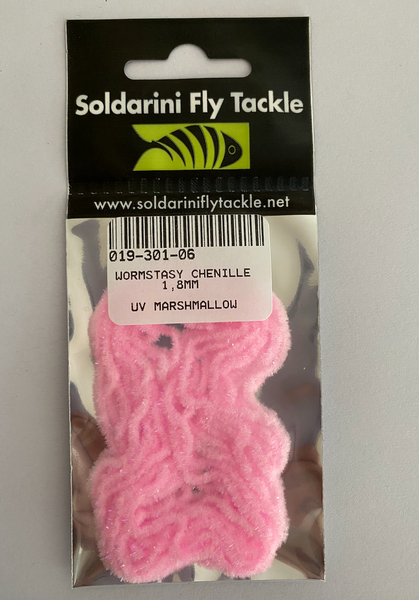 Soldarini Fly Tackle
www.soldariniflytackle.net
019-301-06
WORMSTASY CHENILLE
1,8MM
UV MARSHMALLOW